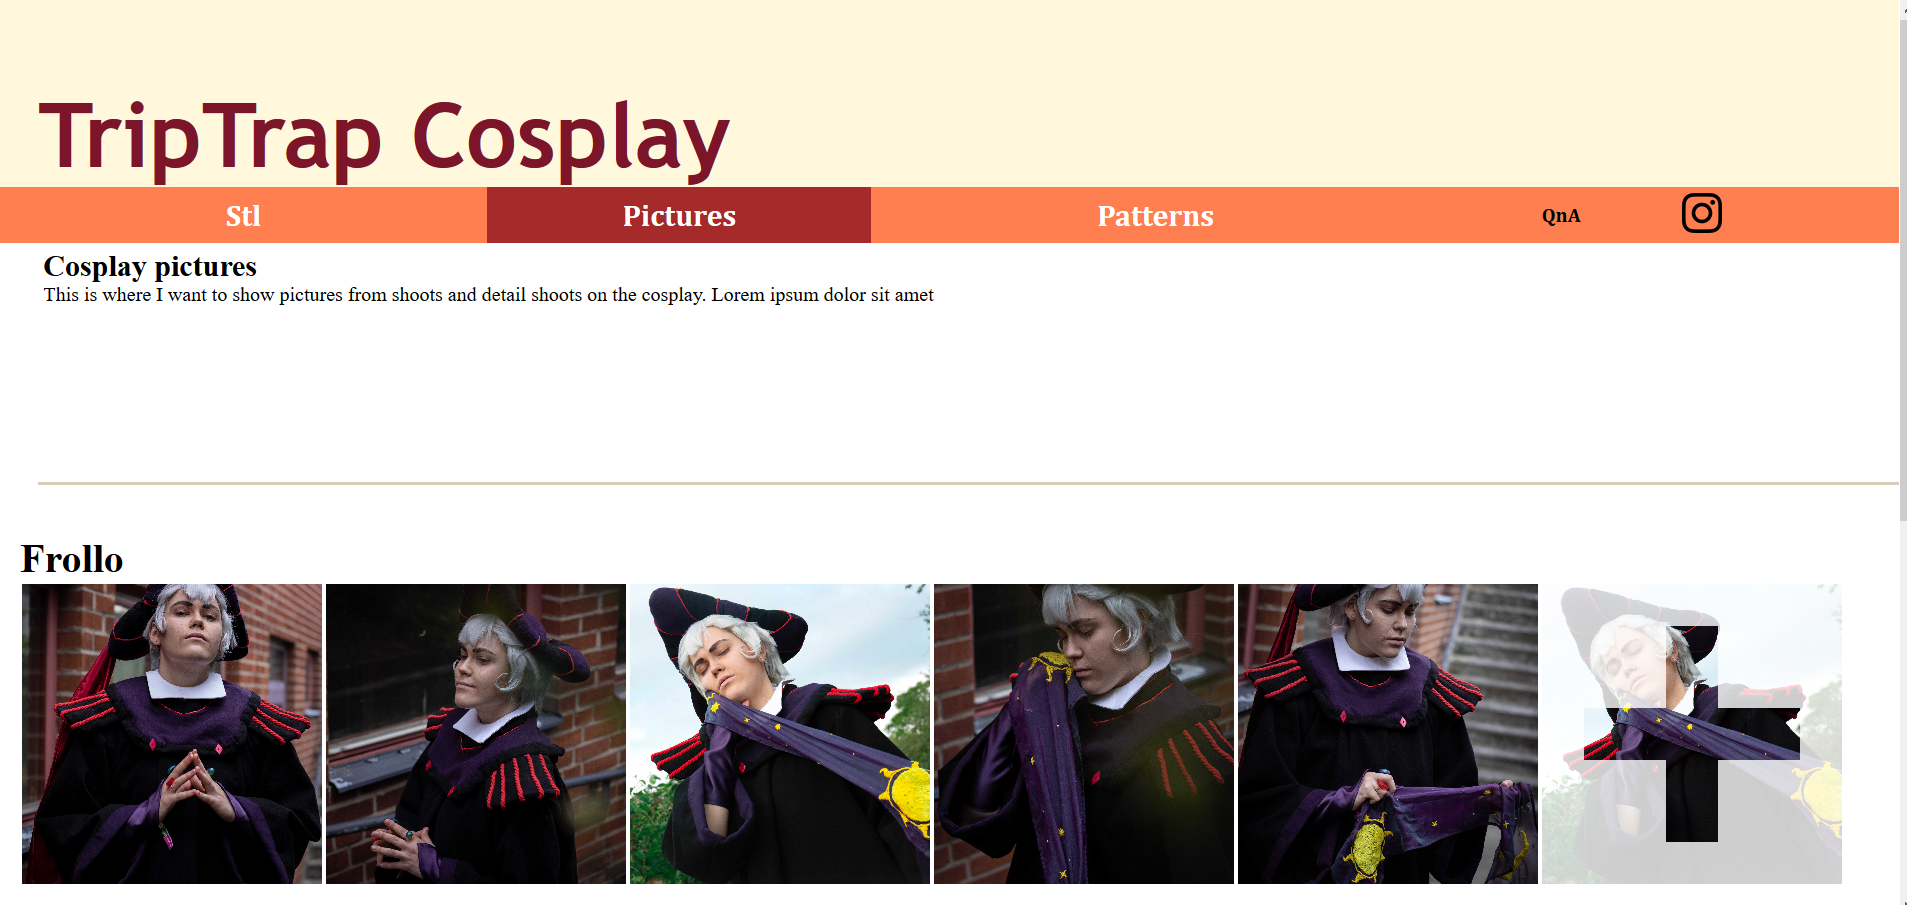 TripTrap Cosplay
Stl
Pictures
Patterns
QnA
Cosplay pictures
This is where I want to show pictures from shoots and detail shoots on the cosplay. Lorem ipsum dolor sit amet
Frollo